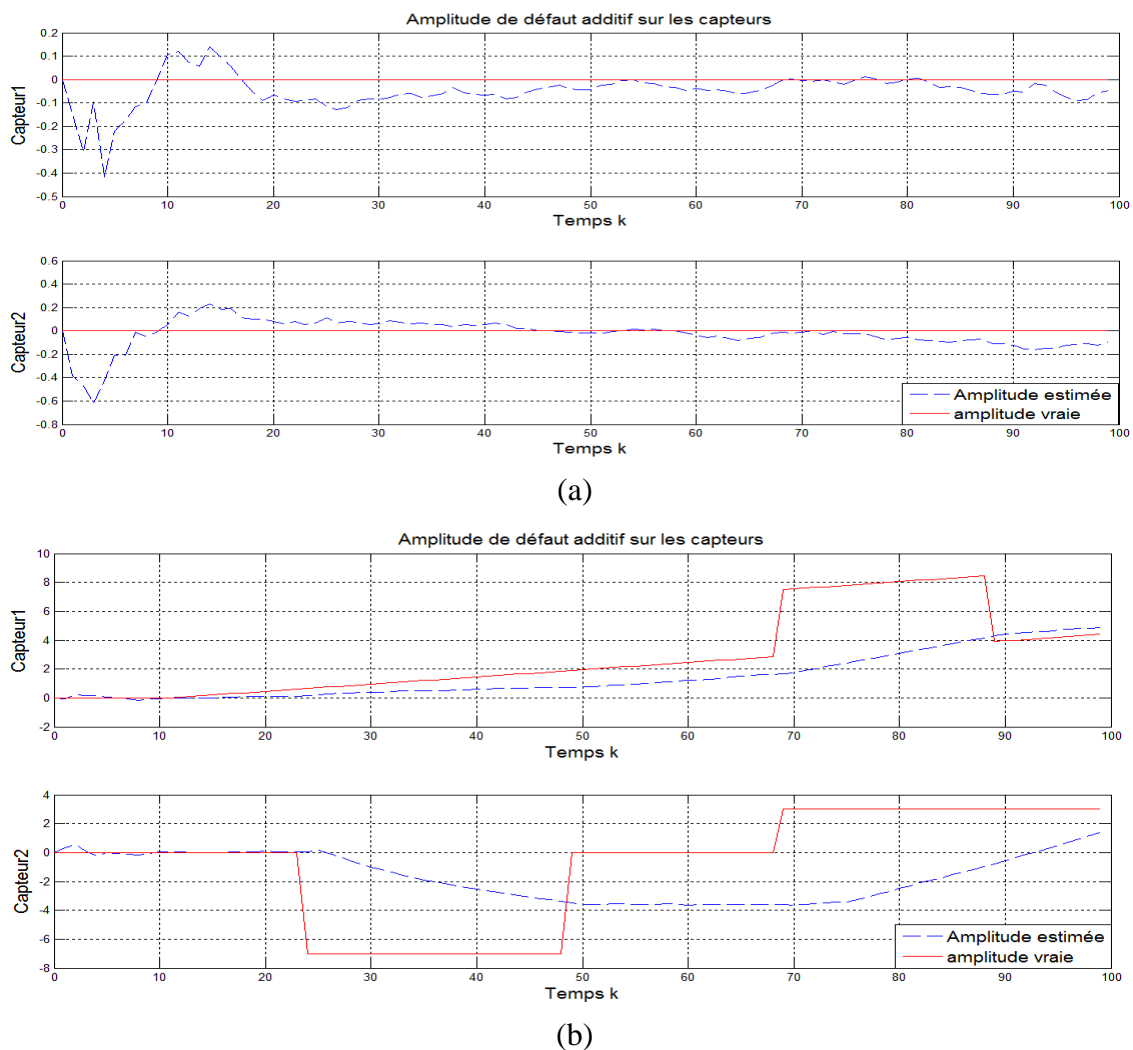 Amplitude de défaut additif sur les capteurs
Capteur1
0.2
0.1
0
-0.1
-0.2
-0.3
-0.4
-0.5
0 10 20 30 40 50 60 70 80 90 100
Temps k
Capteur2
0.6
0.4
0.2
0
-0.2
-0.4
-0.6
-0.8
0 10 20 30 40 50 60 70 80 90 100
Temps k
Amplitude estimée
amplitude vraie
(a)
Amplitude de défaut additif sur les capteurs
Capteur1
10
8
6
4
2
0
-2
0 10 20 30 40 50 60 70 80 90 100
Temps k
Capteur2
4
2
0
-2
-4
-6
-8
0 10 20 30 40 50 60 70 80 90 100
Temps k
Amplitude estimée
amplitude vraie
(b)